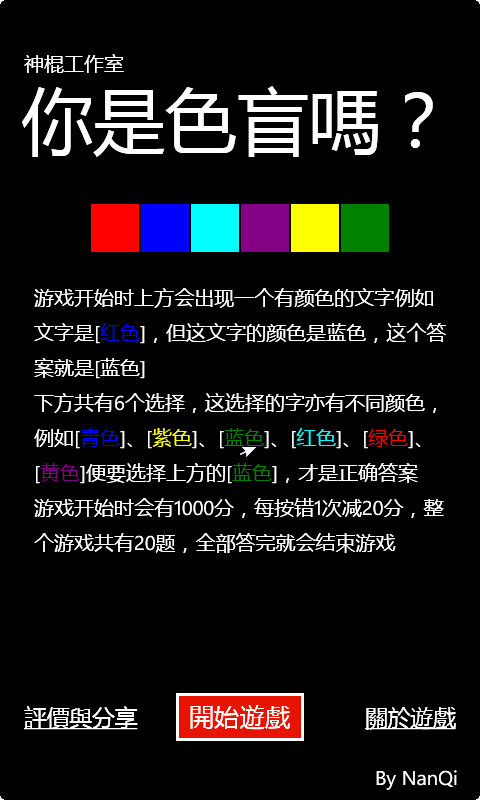 神棍工作室
你是色盲嗎？
游戏开始时上方会出现一个有颜色的文字例如
文字是[红色]，但这文字的颜色是蓝色，这个答
案就是[蓝色]
下方共有6个选择，这选择的字亦有不同颜色，
例如[青色]、[紫色]、[蓝色]、[红色]、[绿色]、
[黄色]便要选择上方的[蓝色]，才是正确答案
游戏开始时会有1000分，每按错1次减20分，整
个游戏共有20题，全部答完就会结束游戏
評價與分享
開始遊戲
關於遊戲
By NanQi